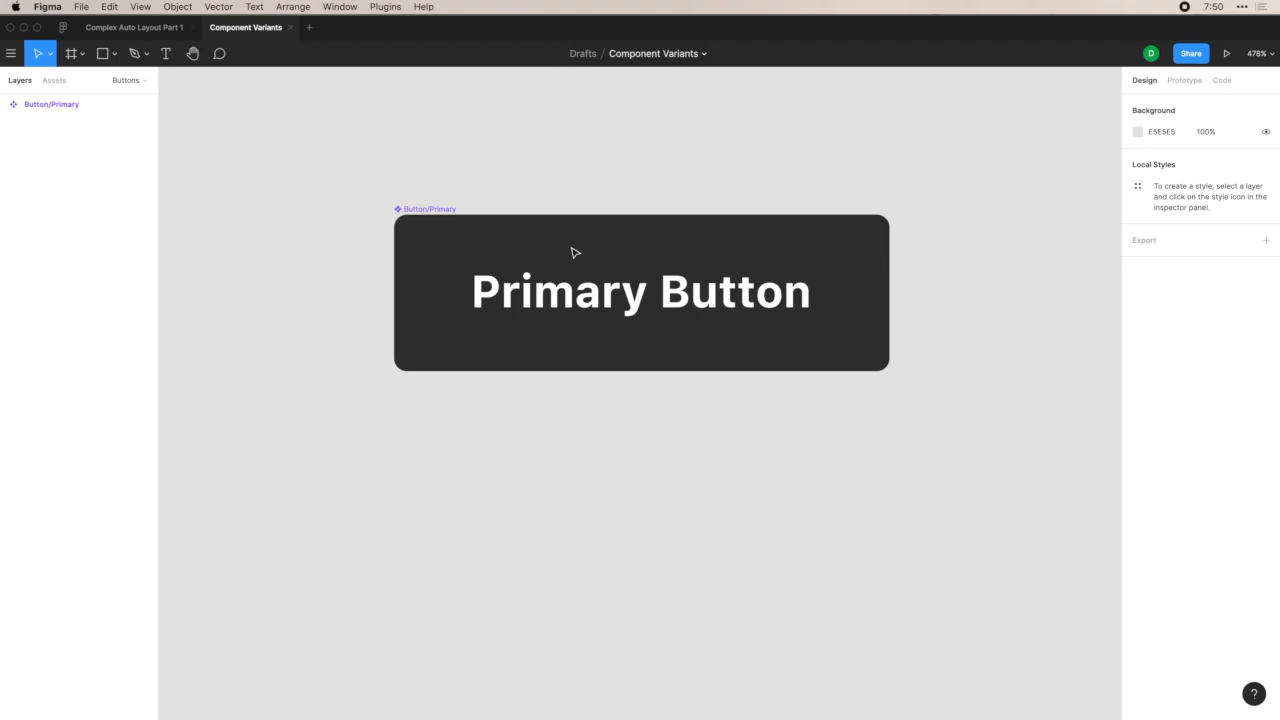 Figma File Edit View Object Vector Text Arrange Window Plugins Help 7:50
Complex Auto Layout Part 1 Component Variants
Drafts / Component Variants D Share 478%
Layers Assets Buttons Design Prototype Code
Button/Primary
Background
E5E5E5 100%
Local Styles
To create a style, select a layer
and click on the style icon in the
inspector panel.
Button/Primary
Export
Primary Button
?